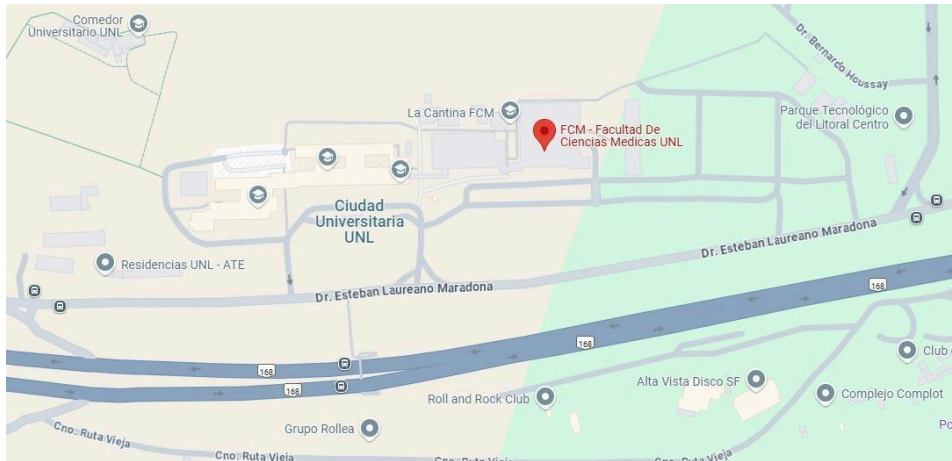 Comedor
Universitario UNL
Dr. Bernardo Houssay
La Cantina FCM
FCM - Facultad De
Ciencias Medicas UNL
Parque Tecnológico
del Litoral Centro
Ciudad
Universitaria
UNL
Residencias UNL - ATE
Dr. Esteban Laureano Maradona
Dr. Esteban Laureano Maradona
168
168
168
168
Club
Alta Vista Disco SF
Roll and Rock Club
Complejo Complot
Grupo Rollea
Po
Cno. Ruta Vieja
Cno. Ruta Vieja
Cno. Ruta Vieja